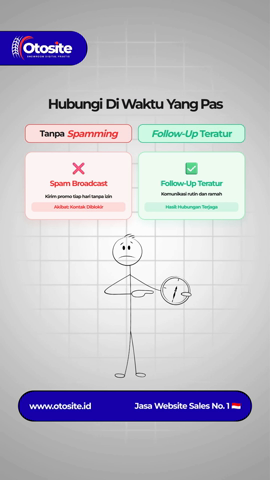 Otosite
Hubungi Di Waktu Yang Pas
Tanpa Spamming
Follow-Up Teratur
Spam Broadcast
Kirim promo tiap hari tanpa izin
Akibat: Kontak Diblokir
Follow-Up Teratur
Komunikasi rutin dan ramah
Hasil: Hubungan Terjaga
www.otosite.id
Jasa Website Sales No. 1